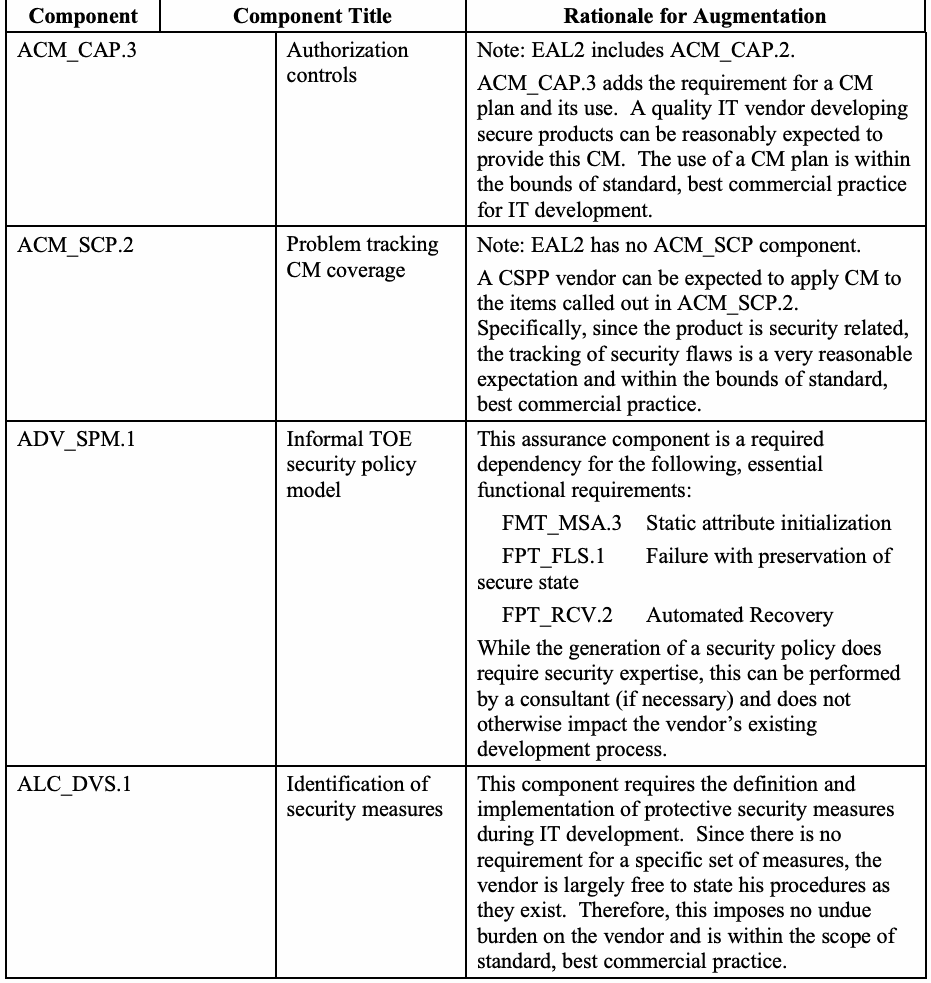 Component Component Title Rationale for Augmentation
ACM_CAP.3 Authorization controls
Note: EAL2 includes ACM_CAP.2.
ACM_CAP.3 adds the requirement for a CM
plan and its use. A quality IT vendor developing
secure products can be reasonably expected to
provide this CM. The use of a CM plan is within
the bounds of standard, best commercial practice
for IT development.
ACM_SCP.2
Problem tracking
CM coverage
Note: EAL2 has no ACM_SCP component.
A CSPP vendor can be expected to apply CM to
the items called out in ACM_SCP.2.
Specifically, since the product is security related,
the tracking of security flaws is a very reasonable
expectation and within the bounds of standard,
best commercial practice.
ADV_SPM.1
Informal TOE
security policy
model
This assurance component is a required
dependency for the following, essential
functional requirements:
FMT_MSA.3 Static attribute initialization
FPT_FLS.1 Failure with preservation of
secure state
FPT_RCV.2 Automated Recovery
While the generation of a security policy does
require security expertise, this can be performed
by a consultant (if necessary) and does not
otherwise impact the vendor’s existing
development process.
ALC_DVS.1
Identification of
security measures
This component requires the definition and
implementation of protective security measures
during IT development. Since there is no
requirement for a specific set of measures, the
vendor is largely free to state his procedures as
they exist. Therefore, this imposes no undue
burden on the vendor and is within the scope of
standard, best commercial practice.